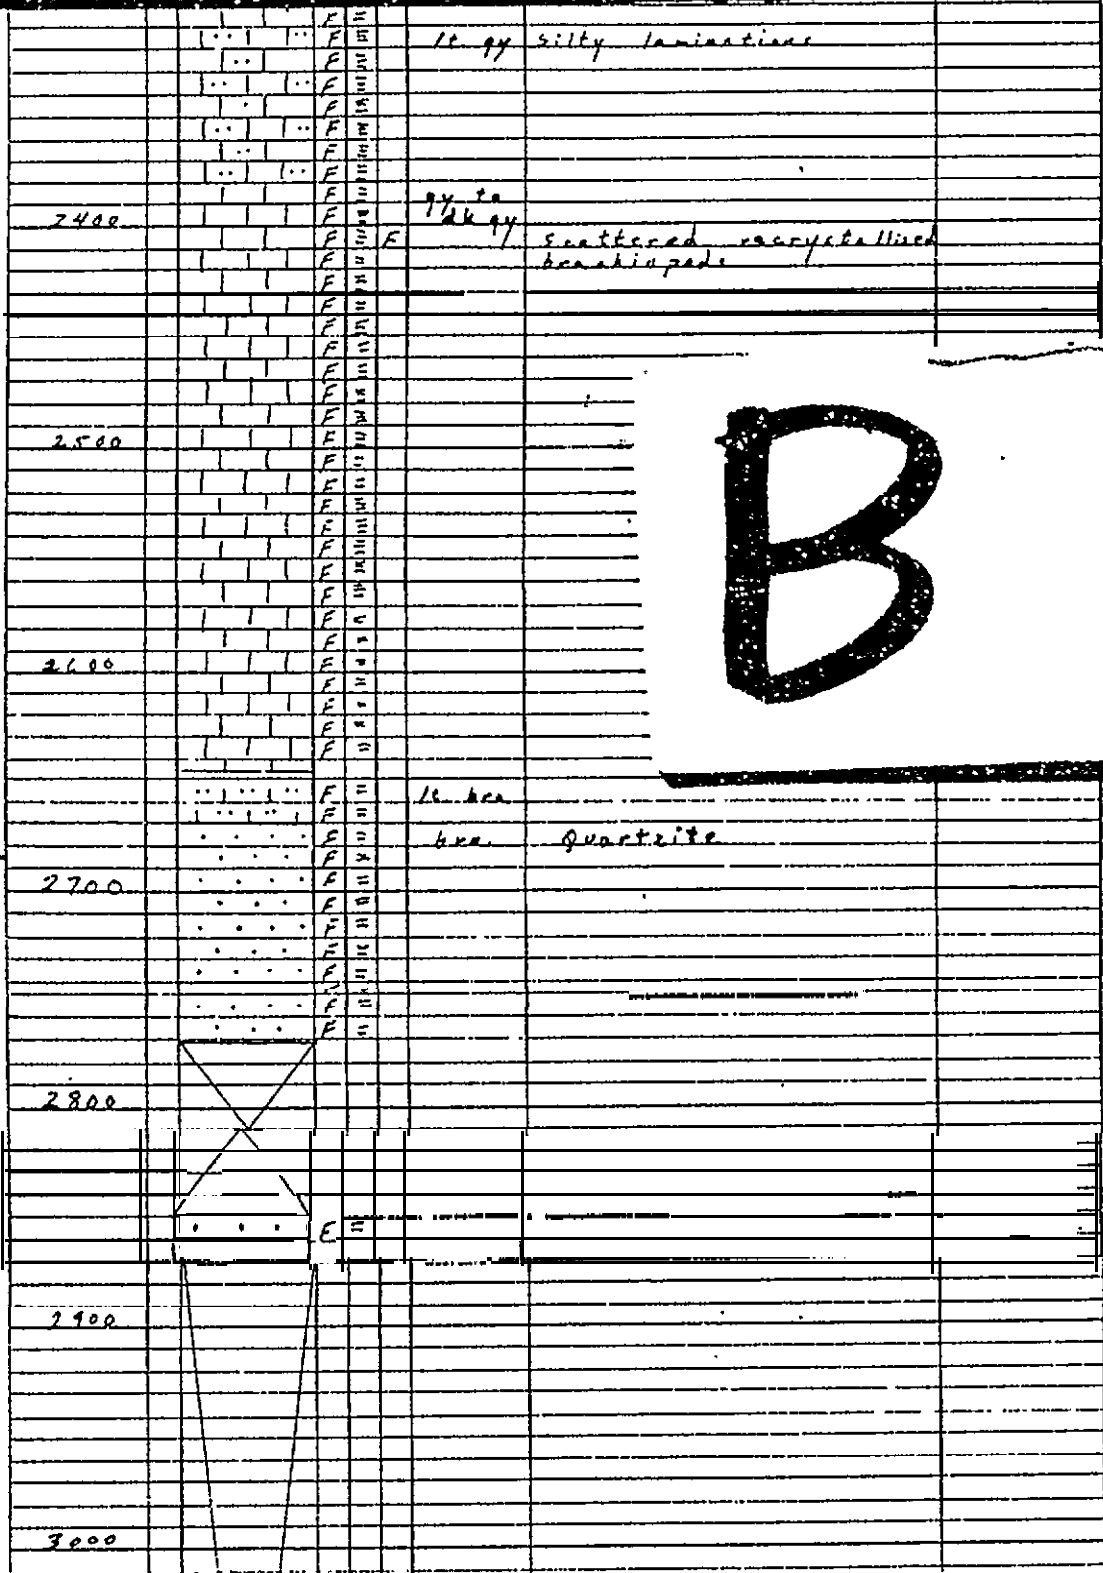 lt. gy silty laminations
gy to
2400 dk gy
F scattered recrystallised
brachiopods
B
2500
2600
lt. brn
brn. Quartzite
2700
2800
2900
3000